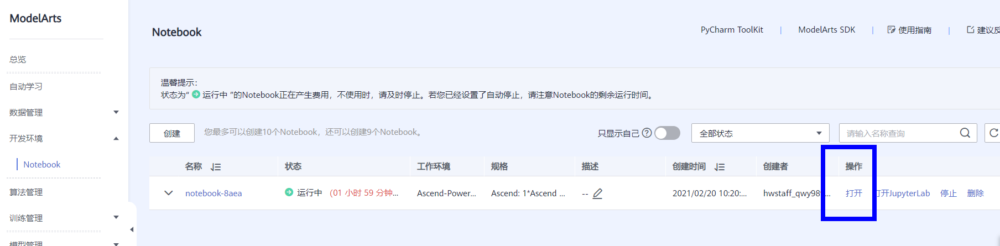 ModelArts
总览
自动学习
数据管理
开发环境
Notebook
算法管理
训练管理
模型管理
Notebook
PyCharm ToolKit | ModelArts SDK | 使用指南 | 建议反
温馨提示：
状态为“ 运行中 ”的Notebook正在产生费用，不使用时，请及时停止。若您已经设置了自动停止，请注意Notebook的剩余运行时间。
创建 您最多可以创建10个Notebook，还可以创建9个Notebook。 只显示自己 ? 全部状态 请输入名称查询
名称 状态 工作环境 规格 描述 创建时间 创建者 操作
notebook-8aea 运行中 （01 小时 59 分钟... Ascend-Power... Ascend: 1*Ascend ... -- 2021/02/20 10:20:... hwstaff_qwy98... 打开 打开JupyterLab 停止 删除